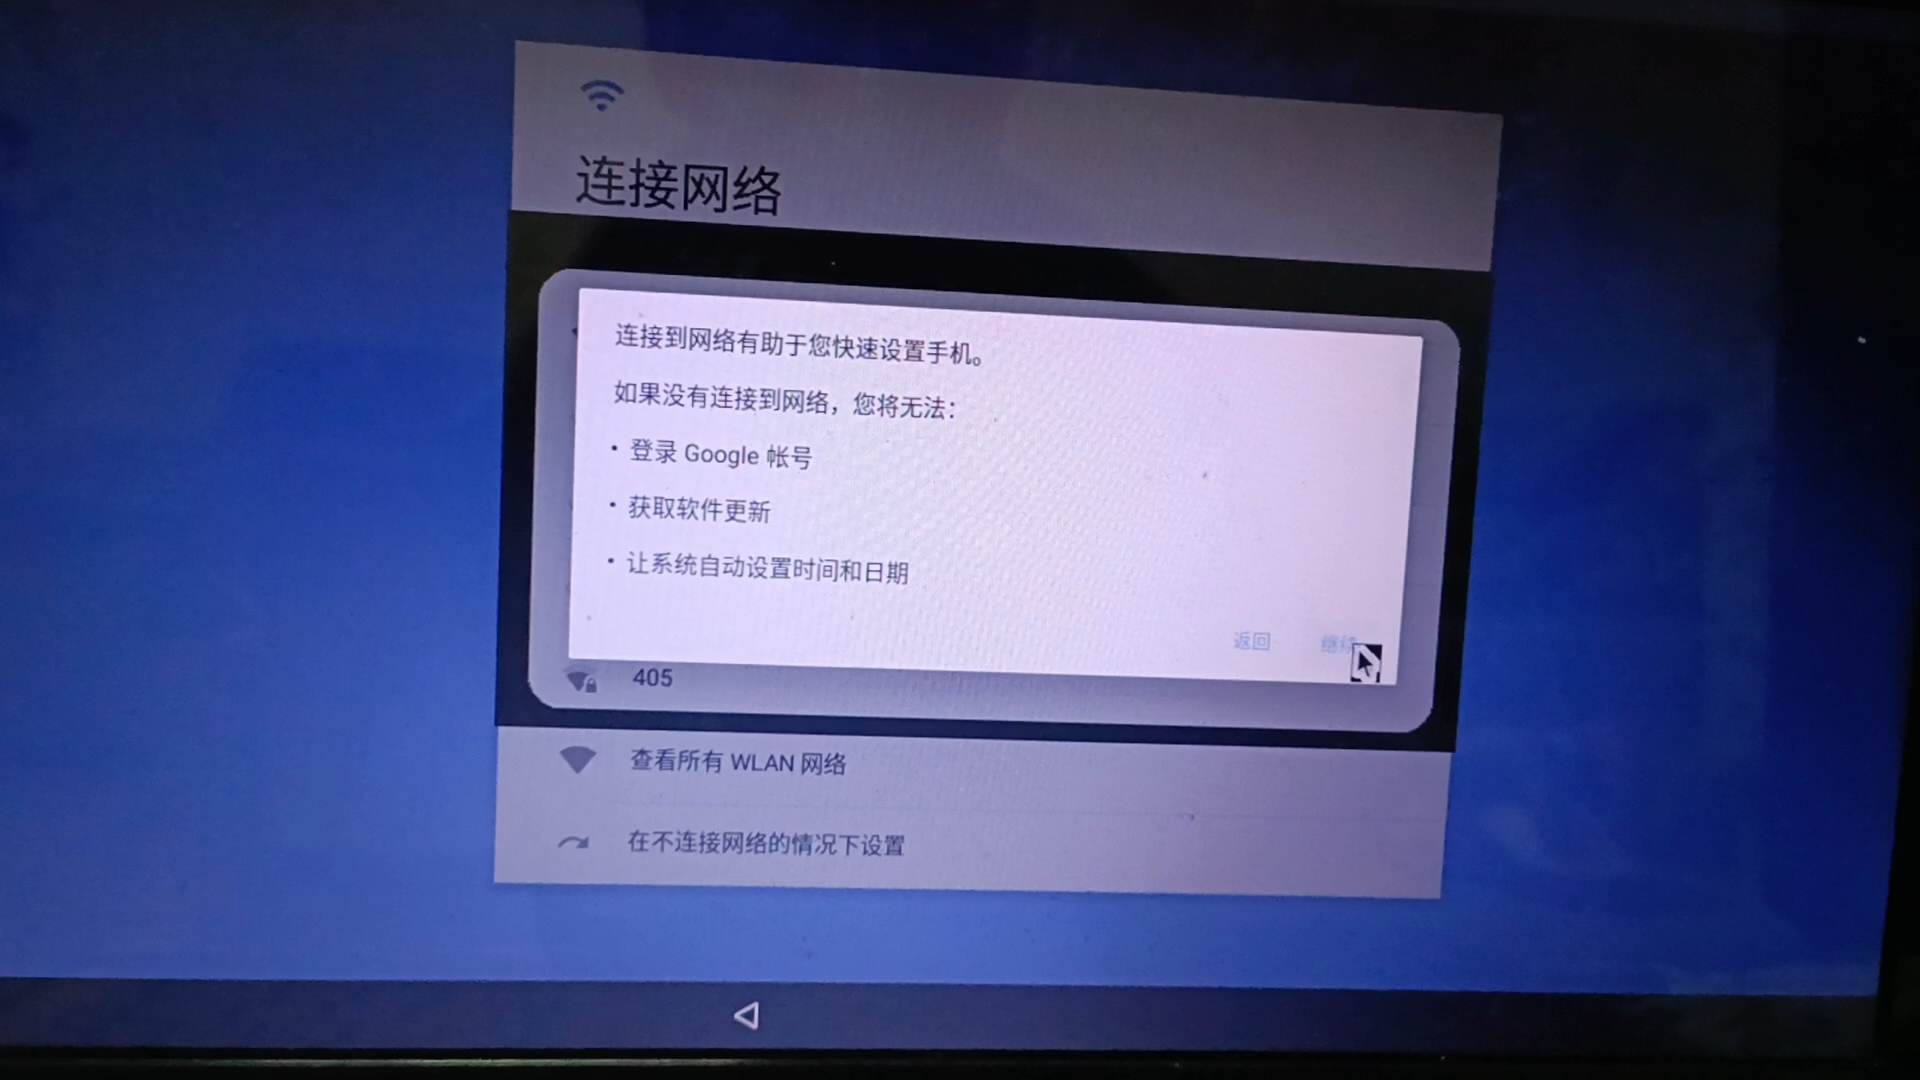 连接网络
连接到网络有助于您快速设置手机。
如果没有连接到网络，您将无法：
• 登录 Google 帐号
• 获取软件更新
• 让系统自动设置时间和日期
返回 继续
405
查看所有 WLAN 网络
在不连接网络的情况下设置